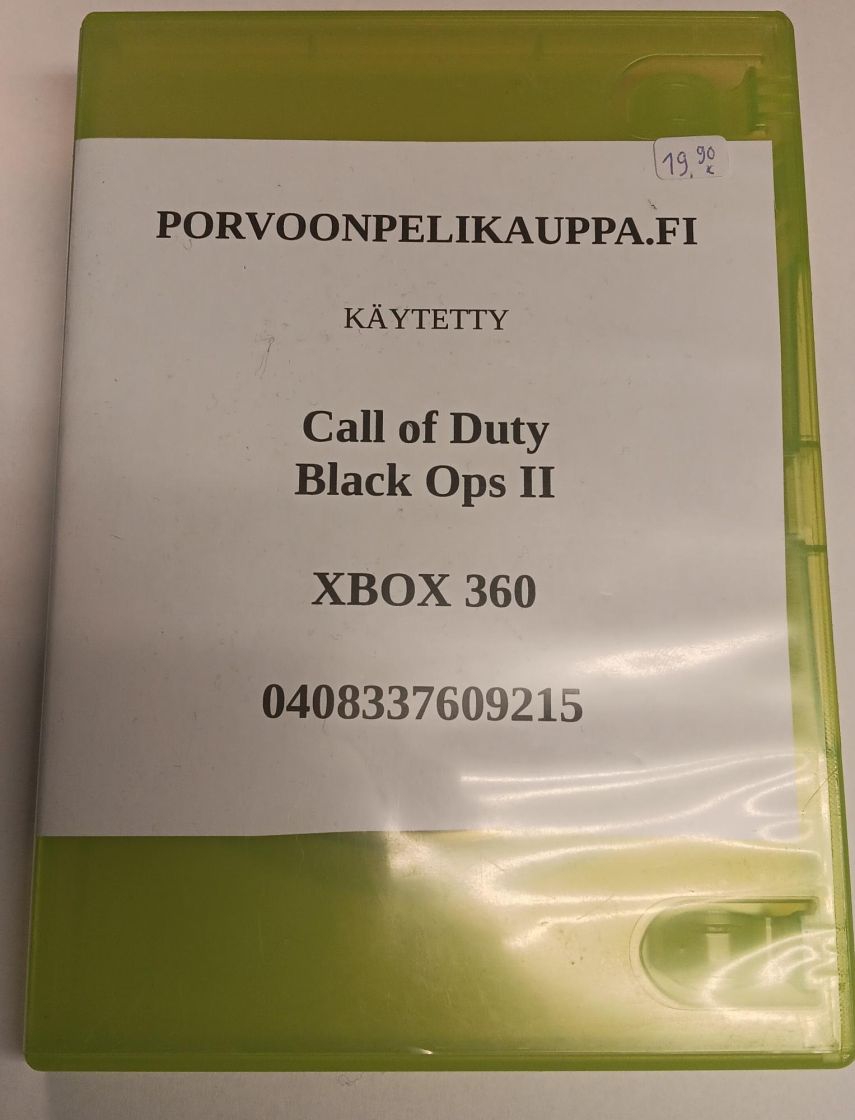 19,90
€
PORVOONPELIKAUPPA.FI
KÄYTETTY
Call of Duty
Black Ops II
XBOX 360
0408337609215